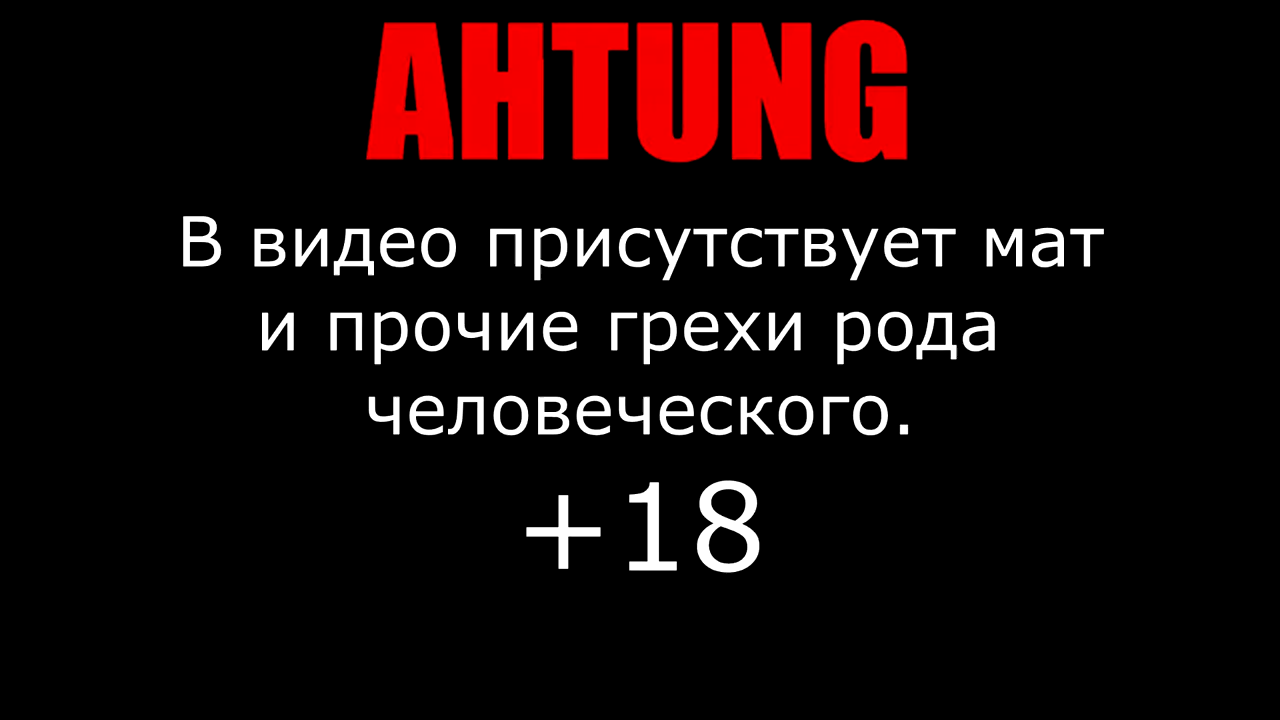 AHTUNG
В видео присутствует мат
и прочие грехи рода
человеческого.
+18